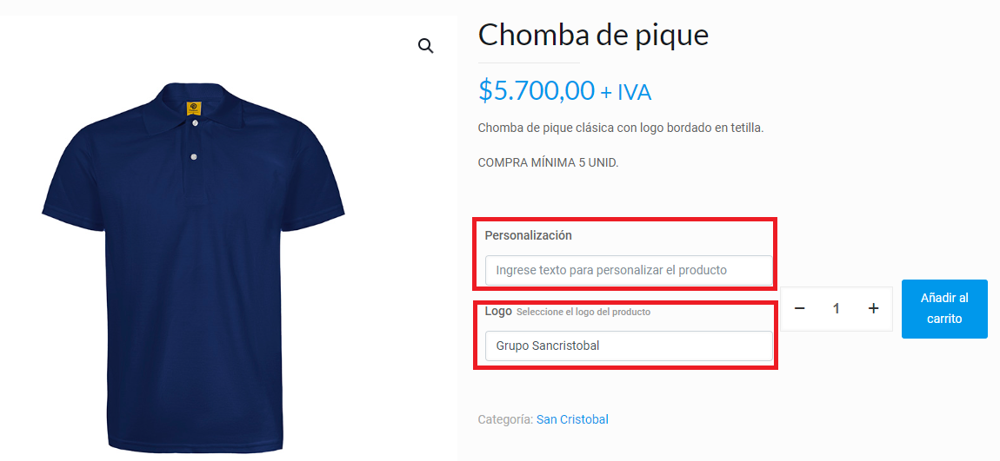 Chomba de pique
$5.700,00 + IVA
Chomba de pique clásica con logo bordado en tetilla.
COMPRA MÍNIMA 5 UNID.
Personalización
Ingrese texto para personalizar el producto
Logo Seleccione el logo del producto
Grupo Sancristobal
− 1 +
Añadir al
carrito
Categoría: San Cristobal